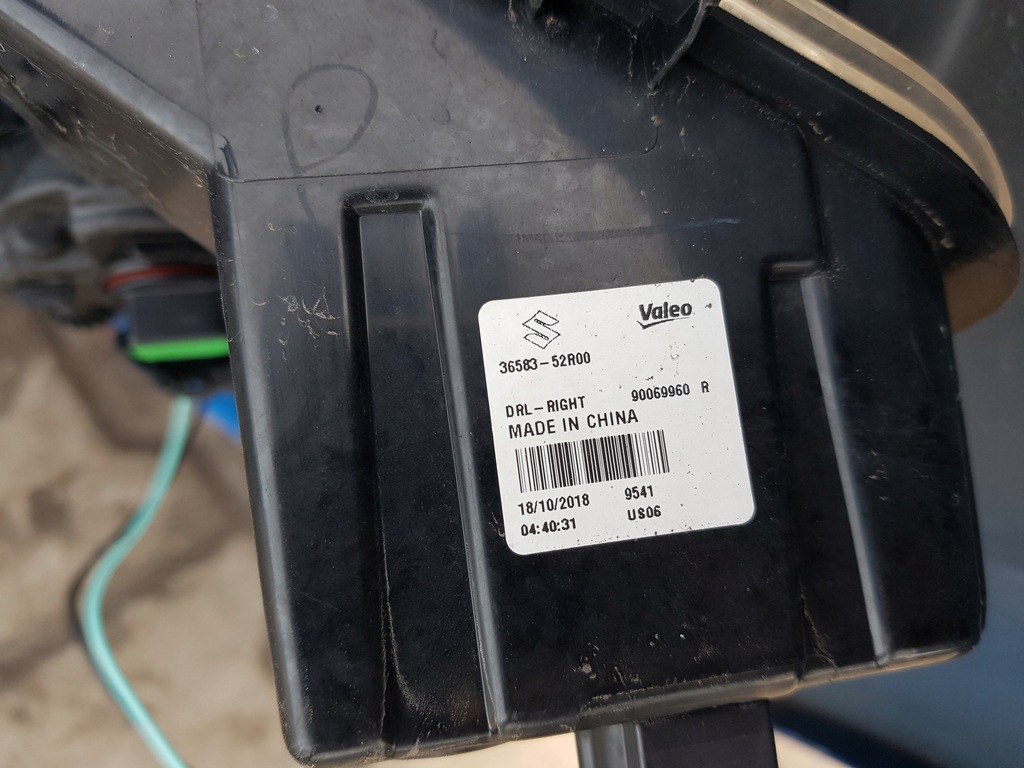 Valeo
36583-52R00
DRL-RIGHT 90069960 R
MADE IN CHINA
18/10/2018 9541
04:40:31 US06